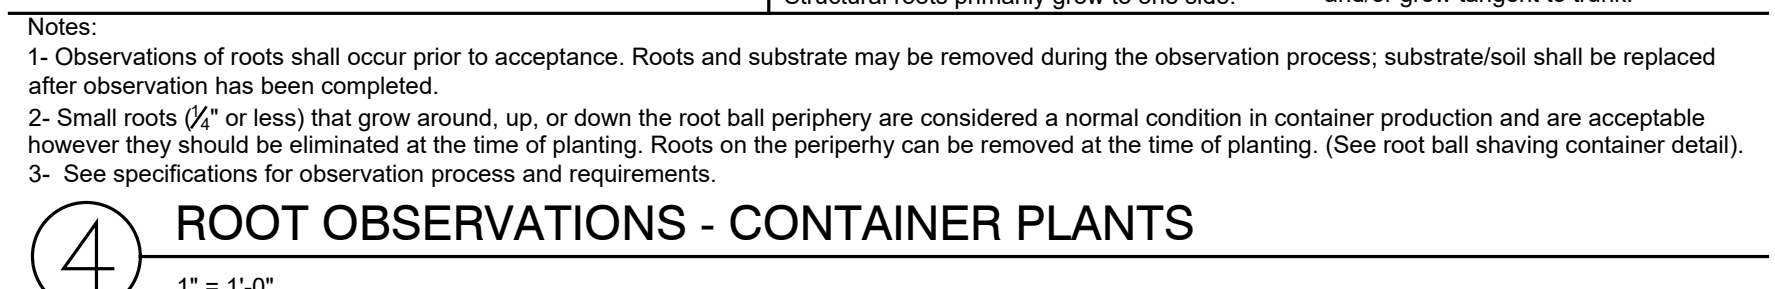 Structural roots primarily grow to one side. and/or grow tangent to trunk.
Notes:
1- Observations of roots shall occur prior to acceptance. Roots and substrate may be removed during the observation process; substrate/soil shall be replaced
after observation has been completed.
2- Small roots (¼" or less) that grow around, up, or down the root ball periphery are considered a normal condition in container production and are acceptable
however they should be eliminated at the time of planting. Roots on the periperhy can be removed at the time of planting. (See root ball shaving container detail).
3- See specifications for observation process and requirements.
4 ROOT OBSERVATIONS - CONTAINER PLANTS
1" = 1'-0"